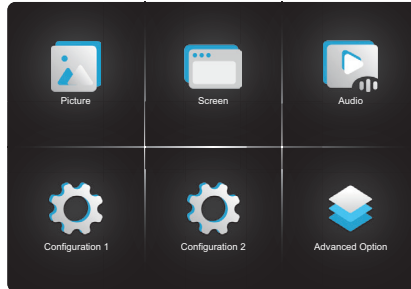 Picture
Screen
Audio
Configuration 1
Configuration 2
Advanced Option